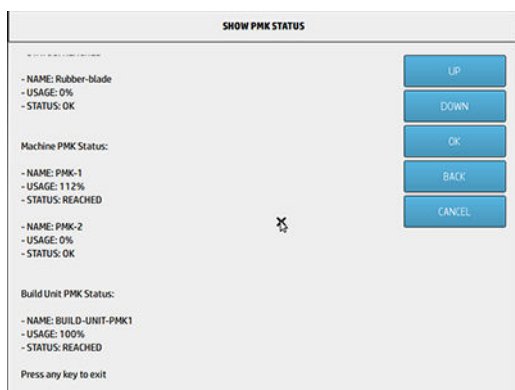 SHOW PMK STATUS
- NAME: Rubber-blade
- USAGE: 0%
- STATUS: OK
Machine PMK Status:
- NAME: PMK-1
- USAGE: 112%
- STATUS: REACHED
- NAME: PMK-2
- USAGE: 0%
- STATUS: OK
Build Unit PMK Status:
- NAME: BUILD-UNIT-PMK1
- USAGE: 100%
- STATUS: REACHED
Press any key to exit
UP
DOWN
OK
BACK
CANCEL